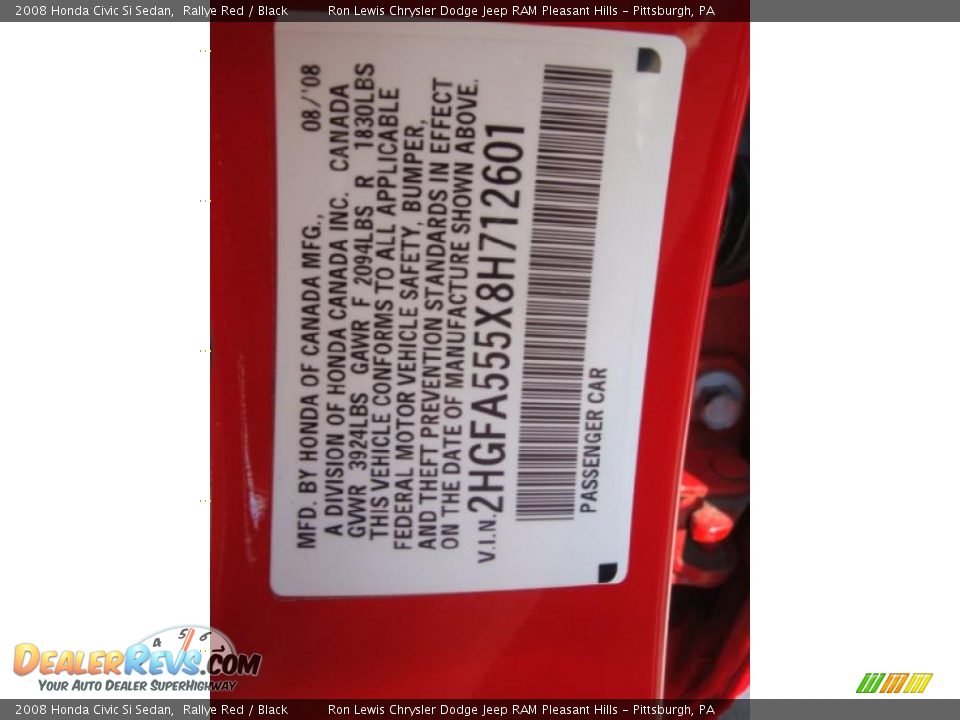 2008 Honda Civic Si Sedan, Rallye Red / Black Ron Lewis Chrysler Dodge Jeep RAM Pleasant Hills - Pittsburgh, PA
MFD. BY HONDA OF CANADA MFG., 08/'08
A DIVISION OF HONDA CANADA INC. CANADA
GVWR 3924LBS GAWR F 2094LBS R 1830LBS
THIS VEHICLE CONFORMS TO ALL APPLICABLE
FEDERAL MOTOR VEHICLE SAFETY, BUMPER,
AND THEFT PREVENTION STANDARDS IN EFFECT
ON THE DATE OF MANUFACTURE SHOWN ABOVE.
V.I.N. 2HGFA555X8H712601
PASSENGER CAR
4 5 6
DEALERREVS.COM
YOUR AUTO DEALER SUPERHIGHWAY
2008 Honda Civic Si Sedan, Rallye Red / Black Ron Lewis Chrysler Dodge Jeep RAM Pleasant Hills - Pittsburgh, PA